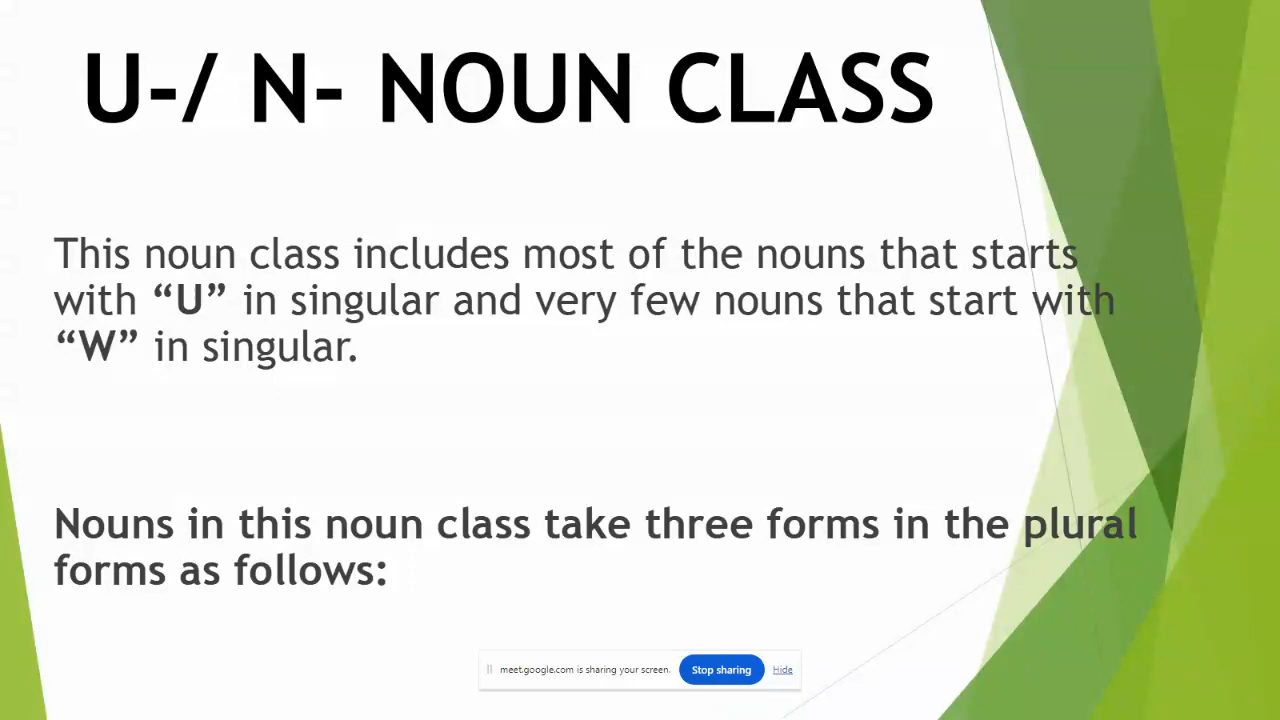 U-/ N- NOUN CLASS
This noun class includes most of the nouns that starts
with “U” in singular and very few nouns that start with
“W” in singular.
Nouns in this noun class take three forms in the plural
forms as follows:
meet.google.com is sharing your screen. Stop sharing Hide